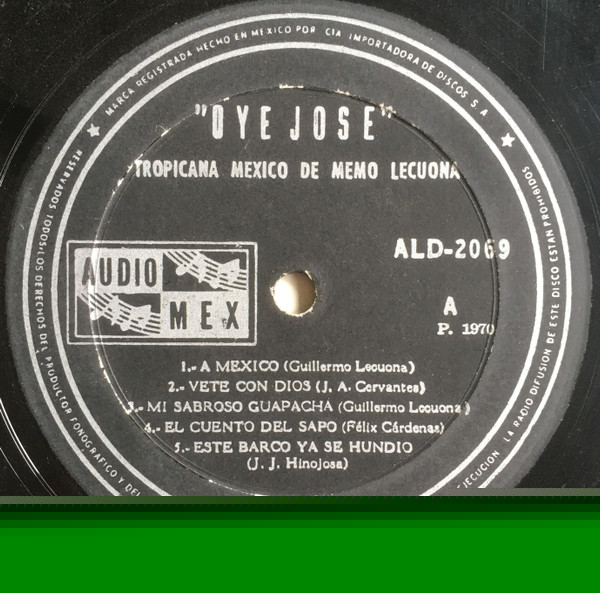 MARCA REGISTRADA HECHO EN MEXICO POR CIA IMPORTADORA DE DISCOS S A
"OYE JOSE"
TROPICANA MEXICO DE MEMO LECUONA
ALD-2069
AUDIO
MEX
A
P. 1970
1.- A MEXICO (Guillermo Lecuona)
2.- VETE CON DIOS (J. A. Cervantes)
3.- MI SABROSO GUAPACHA (Guillermo Lecuona)
4.- EL CUENTO DEL SAPO (Félix Cárdenas)
5.- ESTE BARCO YA SE HUNDIO
(J. J. Hinojosa)
RESERVADOS TODOS LOS DERECHOS DEL PRODUCTOR FONOGRAFICO Y DEL
EJECUCION LA RADIO DIFUSION DE ESTE DISCO ESTAN PROHIBIDOS